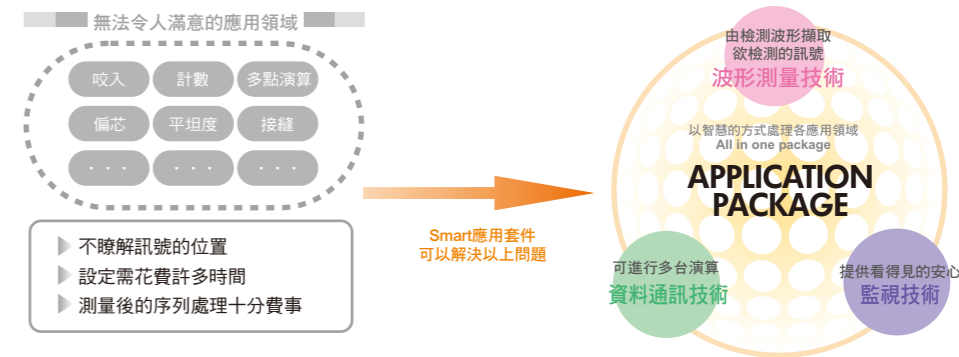 無法令人滿意的應用領域
咬入 計數 多點演算
偏芯 平坦度 接縫
・・・ ・・・ ・・・
不瞭解訊號的位置
設定需花費許多時間
測量後的序列處理十分費事
Smart應用套件
可以解決以上問題
由檢測波形擷取
欲檢測的訊號
波形測量技術
以智慧的方式處理各應用領域
All in one package
APPLICATION
PACKAGE
可進行多台演算
資料通訊技術
提供看得見的安心
監視技術